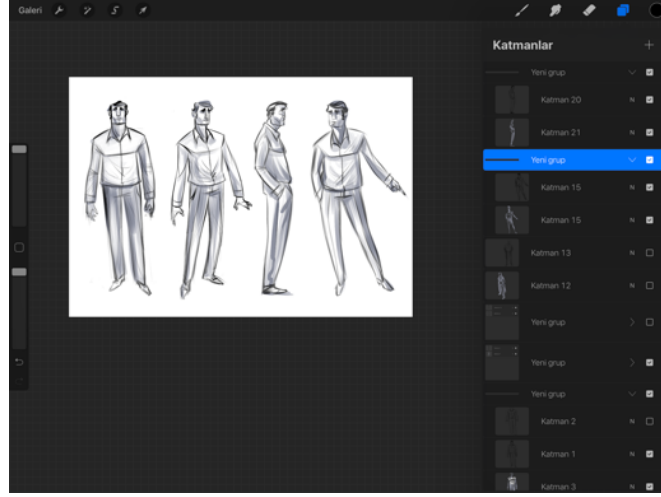 Galeri
Katmanlar
Yeni grup
Katman 20 N
Katman 21 N
Yeni grup
Katman 15 N
Katman 15 N
Katman 13 N
Katman 12 N
Yeni grup
Yeni grup
Yeni grup
Katman 2 N
Katman 1 N
Katman 3 N